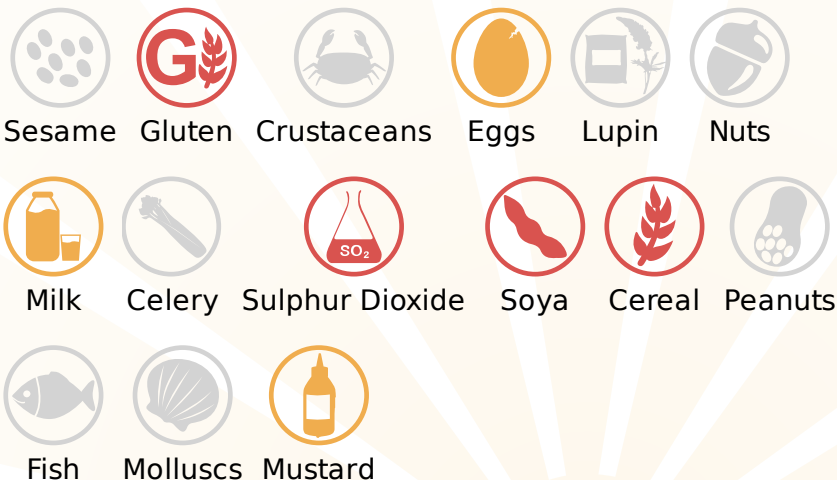 G
Sesame Gluten Crustaceans Eggs Lupin Nuts
SO₂
Milk Celery Sulphur Dioxide Soya Cereal Peanuts
Fish Molluscs Mustard